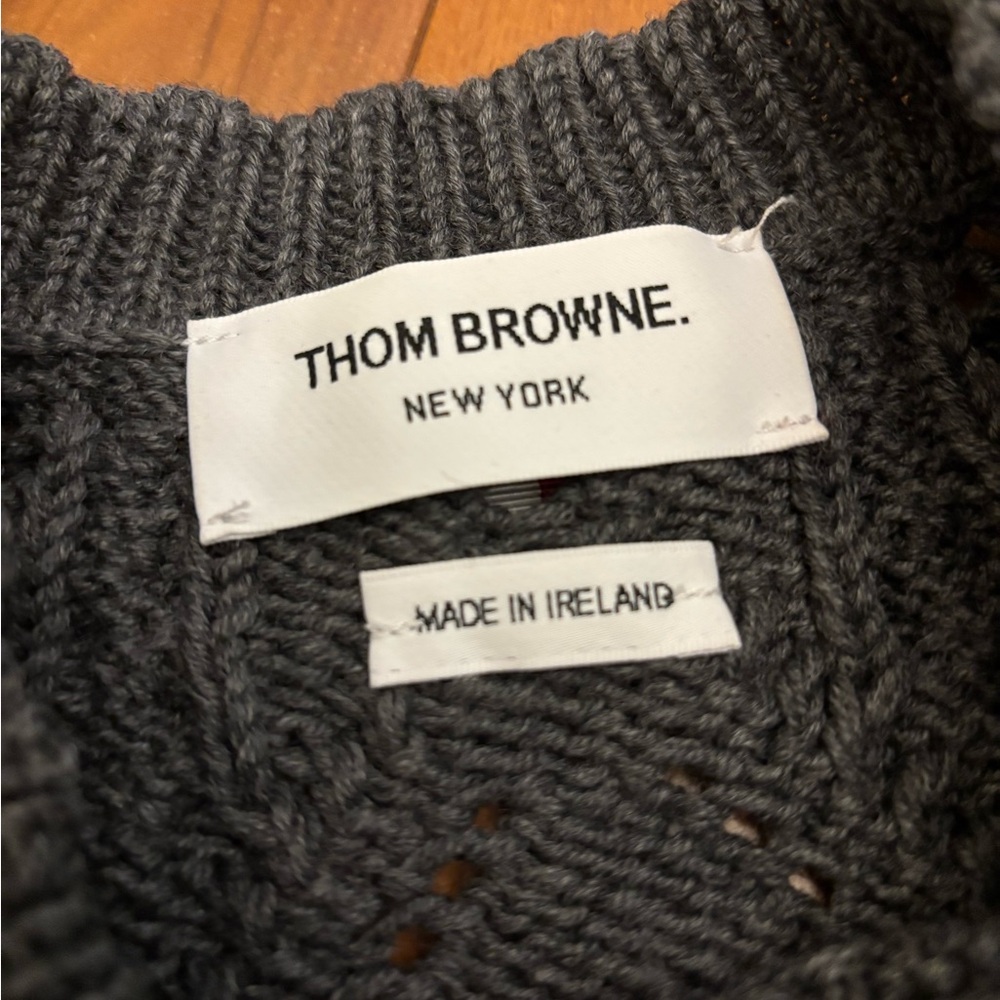 THOM BROWNE.
NEW YORK
MADE IN IRELAND